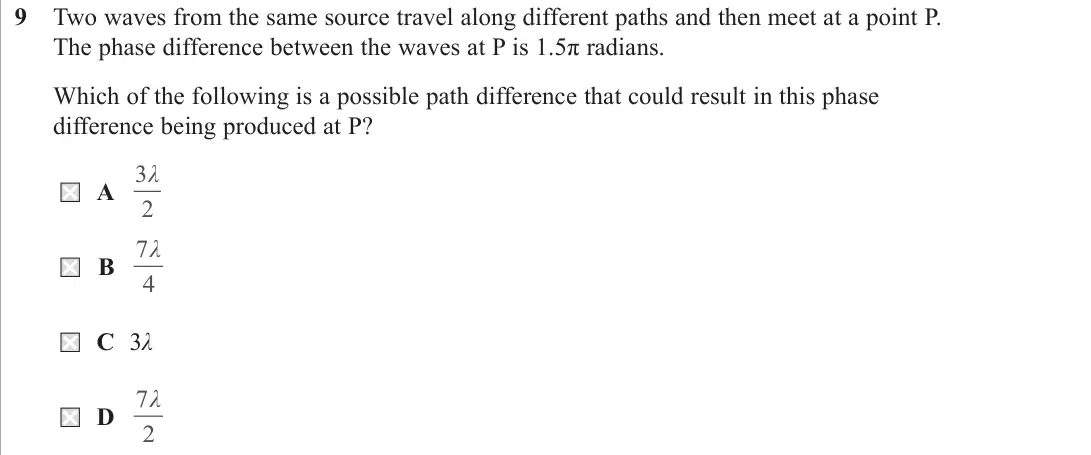 9 Two waves from the same source travel along different paths and then meet at a point P.
The phase difference between the waves at P is 1.5π radians.
Which of the following is a possible path difference that could result in this phase
difference being produced at P?
A 3λ/2
B 7λ/4
C 3λ
D 7λ/2